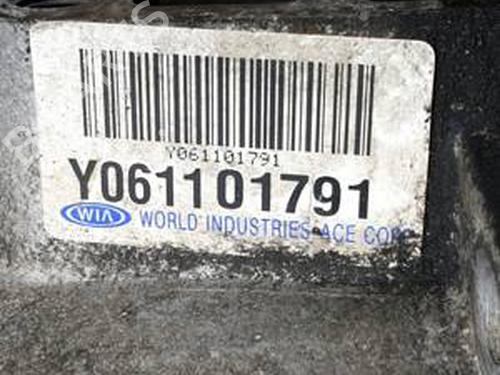 Y061101791
Y061101791
WIA WORLD INDUSTRIES ACE CORP